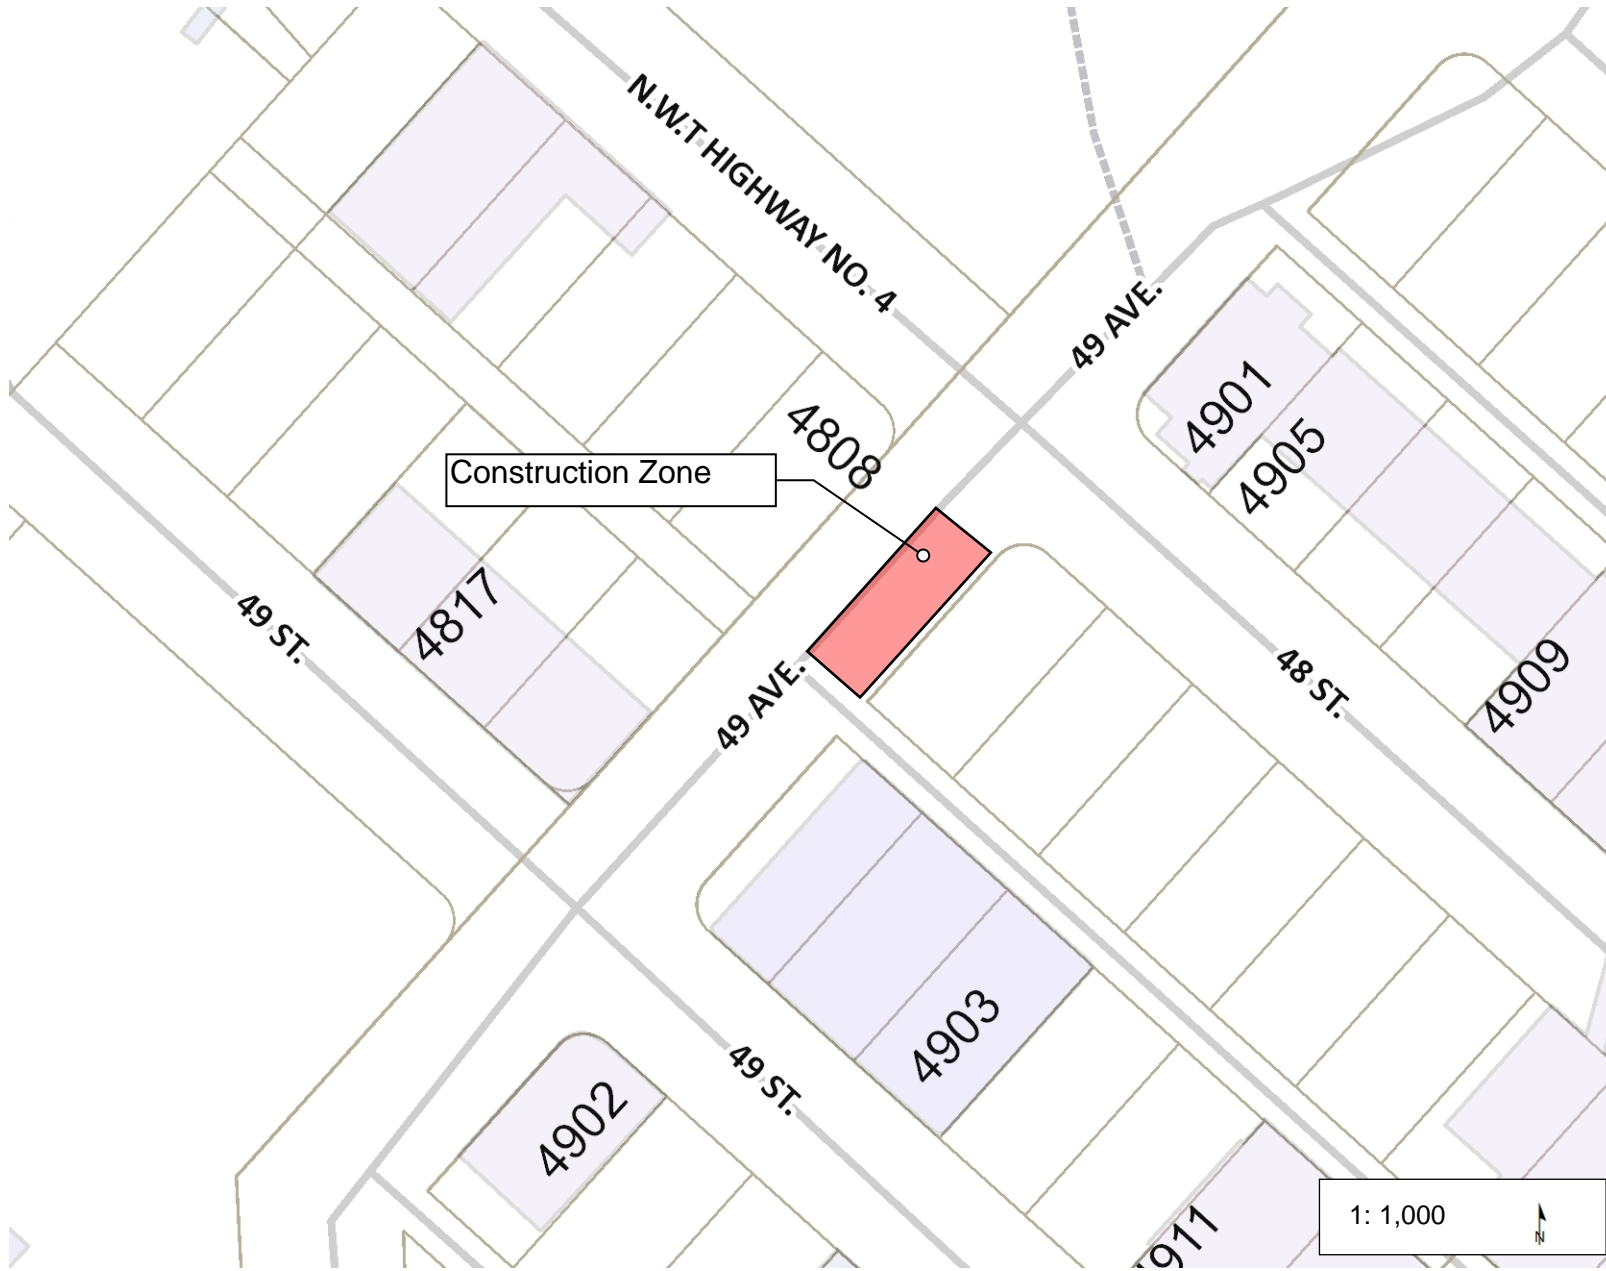 N.W.T HIGHWAY NO. 4
49 AVE.
4901
4905
4808
Construction Zone
4817
49 ST.
49 AVE.
48 ST.
4909
4903
49 ST.
4902
1: 1,000
N